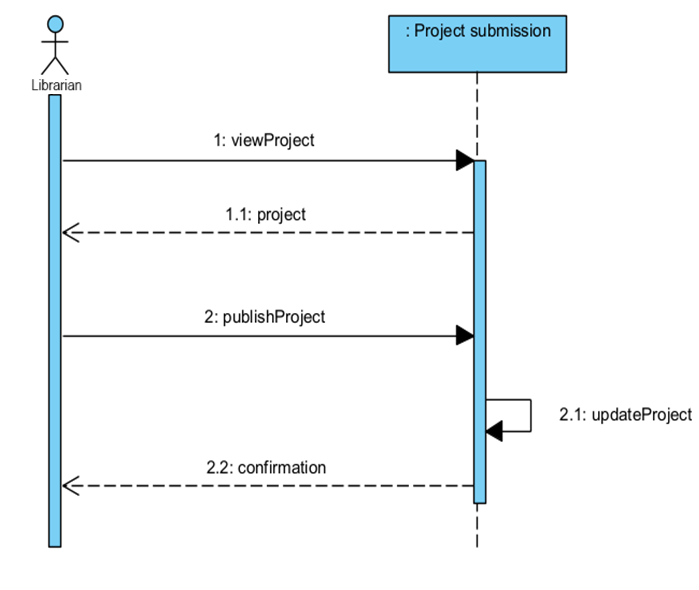 : Project submission
Librarian
1: viewProject
1.1: project
2: publishProject
2.1: updateProject
2.2: confirmation